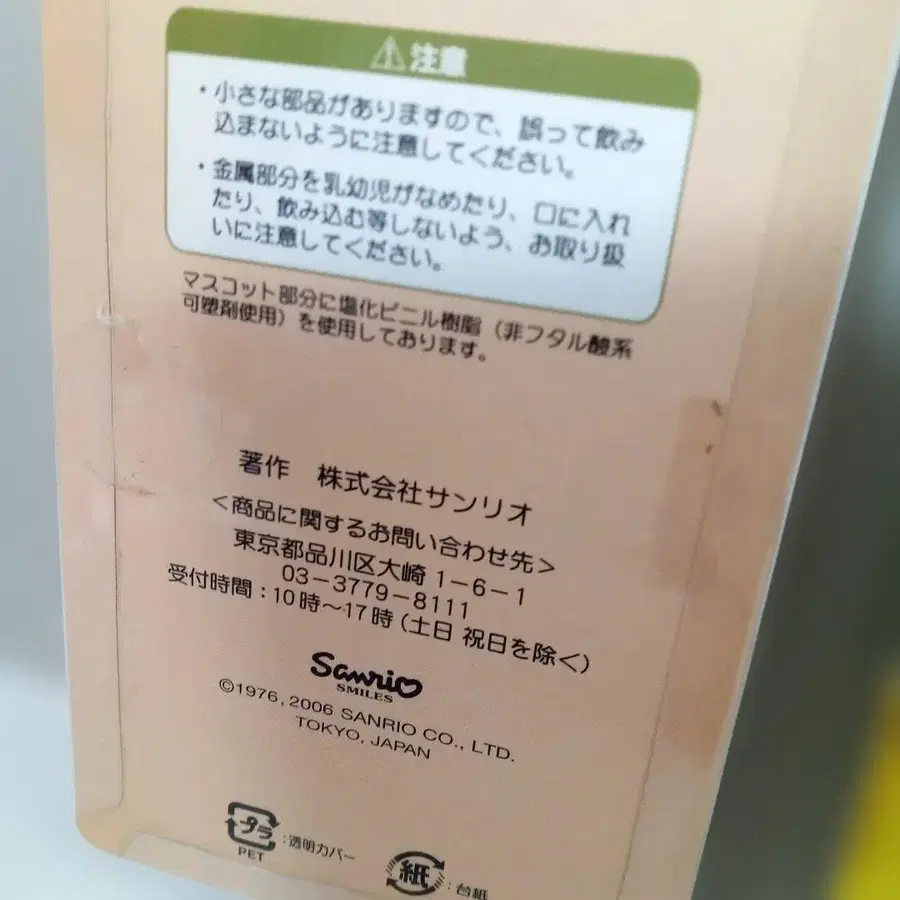 ⚠注意
・小さな部品がありますので、誤って飲み
込まないように注意してください。
・金属部分を乳幼児がなめたり、口に入れ
たり、飲み込む等しないよう、お取り扱
いに注意してください。
マスコット部分に塩化ビニル樹脂（非フタル酸系
可塑剤使用）を使用しております。
著作　株式会社サンリオ
＜商品に関するお問い合わせ先＞
東京都品川区大崎 1－6－1
03－3779－8111
受付時間：10時～17時（土日 祝日を除く）
Sanrio
SMILES
©1976, 2006 SANRIO CO., LTD.
TOKYO, JAPAN
プラ：透明カバー
PET
紙：台紙